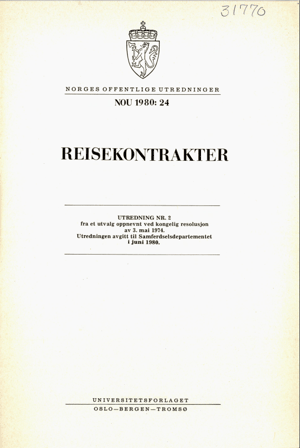 31770
NORGES OFFENTLIGE UTREDNINGER
NOU 1980: 24
REISEKONTRAKTER
UTREDNING NR. 2
fra et utvalg oppnevnt ved kongelig resolusjon
av 3. mai 1974.
Utredningen avgitt til Samferdselsdepartementet
i juni 1980.
UNIVERSITETSFORLAGET
OSLO—BERGEN—TROMSØ